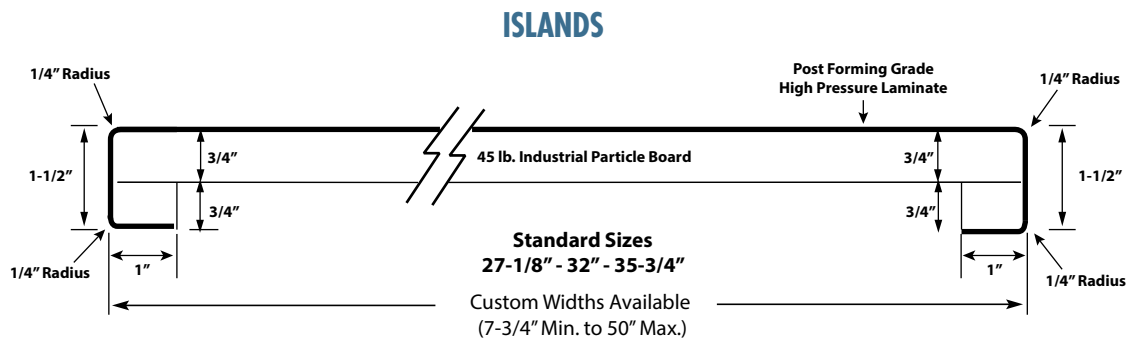 ISLANDS
1/4” Radius
Post Forming Grade
High Pressure Laminate
1/4” Radius
1-1/2”
3/4”
45 lb. Industrial Particle Board
3/4”
1-1/2”
3/4”
3/4”
1/4” Radius
1”
Standard Sizes
27-1/8” - 32” - 35-3/4”
1”
1/4” Radius
Custom Widths Available
(7-3/4” Min. to 50” Max.)